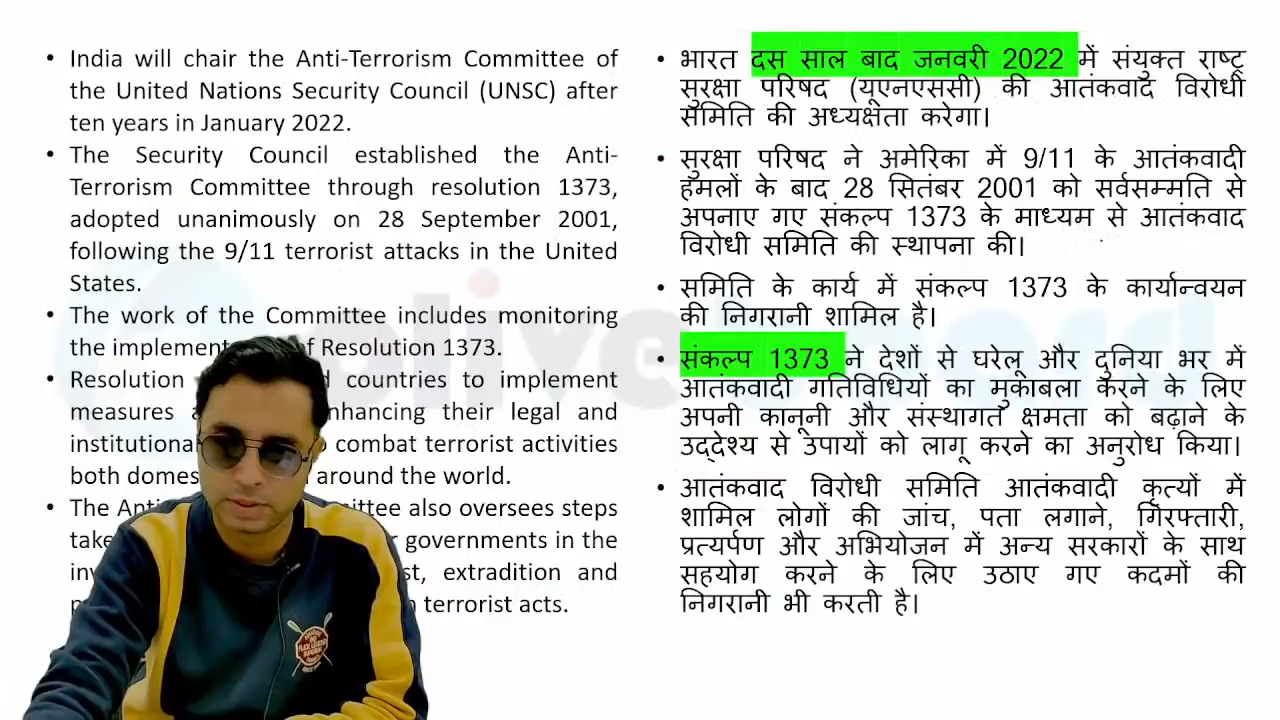 • India will chair the Anti-Terrorism Committee of
the United Nations Security Council (UNSC) after
ten years in January 2022.
• The Security Council established the Anti-
Terrorism Committee through resolution 1373,
adopted unanimously on 28 September 2001,
following the 9/11 terrorist attacks in the United
States.
• The work of the Committee includes monitoring
the implement f Resolution 1373.
• Resolution d countries to implement
measures a nhancing their legal and
institutional o combat terrorist activities
both domes around the world.
• The Anti ittee also oversees steps
take r governments in the
inv st, extradition and
p n terrorist acts.
• भारत दस साल बाद जनवरी 2022 में संयुक्त राष्ट्र
सुरक्षा परिषद (यूएनएससी) की आतंकवाद विरोधी
समिति की अध्यक्षता करेगा।
• सुरक्षा परिषद ने अमेरिका में 9/11 के आतंकवादी
हमलों के बाद 28 सितंबर 2001 को सर्वसम्मति से
अपनाए गए संकल्प 1373 के माध्यम से आतंकवाद
विरोधी समिति की स्थापना की।
• समिति के कार्य में संकल्प 1373 के कार्यान्वयन
की निगरानी शामिल है।
• संकल्प 1373 ने देशों से घरेलू और दुनिया भर में
आतंकवादी गतिविधियों का मुकाबला करने के लिए
अपनी कानूनी और संस्थागत क्षमता को बढ़ाने के
उद्देश्य से उपायों को लागू करने का अनुरोध किया।
• आतंकवाद विरोधी समिति आतंकवादी कृत्यों में
शामिल लोगों की जांच, पता लगाने, गिरफ्तारी,
प्रत्यर्पण और अभियोजन में अन्य सरकारों के साथ
सहयोग करने के लिए उठाए गए कदमों की
निगरानी भी करती है।